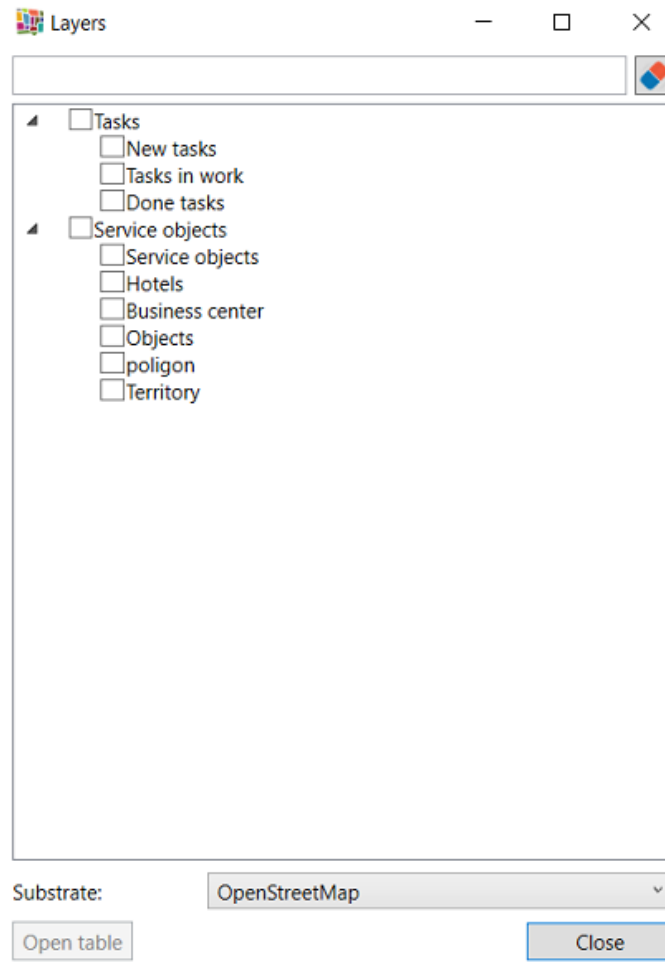 Layers
Tasks
New tasks
Tasks in work
Done tasks
Service objects
Service objects
Hotels
Business center
Objects
poligon
Territory
Substrate: OpenStreetMap
Open table Close